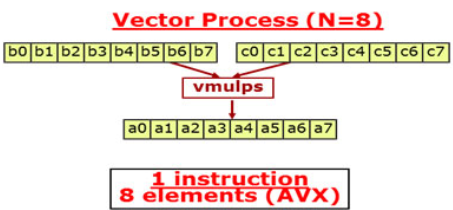 Vector Process (N=8)
b0 b1 b2 b3 b4 b5 b6 b7 c0 c1 c2 c3 c4 c5 c6 c7
vmulps
a0 a1 a2 a3 a4 a5 a6 a7
1 instruction
8 elements (AVX)